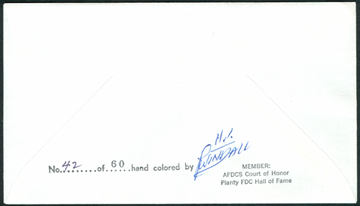 No. 42 of 60 hand colored by H.J.
MEMBER:
AFDCS Court of Honor
Planty FDC Hall of Fame